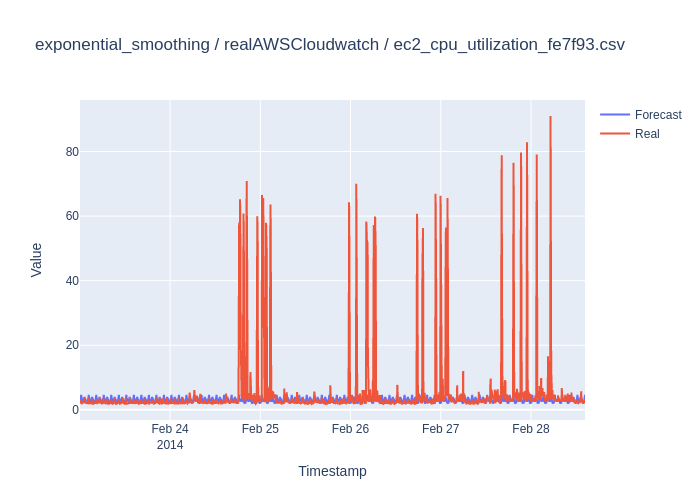 exponential_smoothing / realAWSCloudwatch / ec2_cpu_utilization_fe7f93.csv
Forecast
Real
80
60
40
20
0
Value
Feb 24
2014
Feb 25
Feb 26
Feb 27
Feb 28
Timestamp